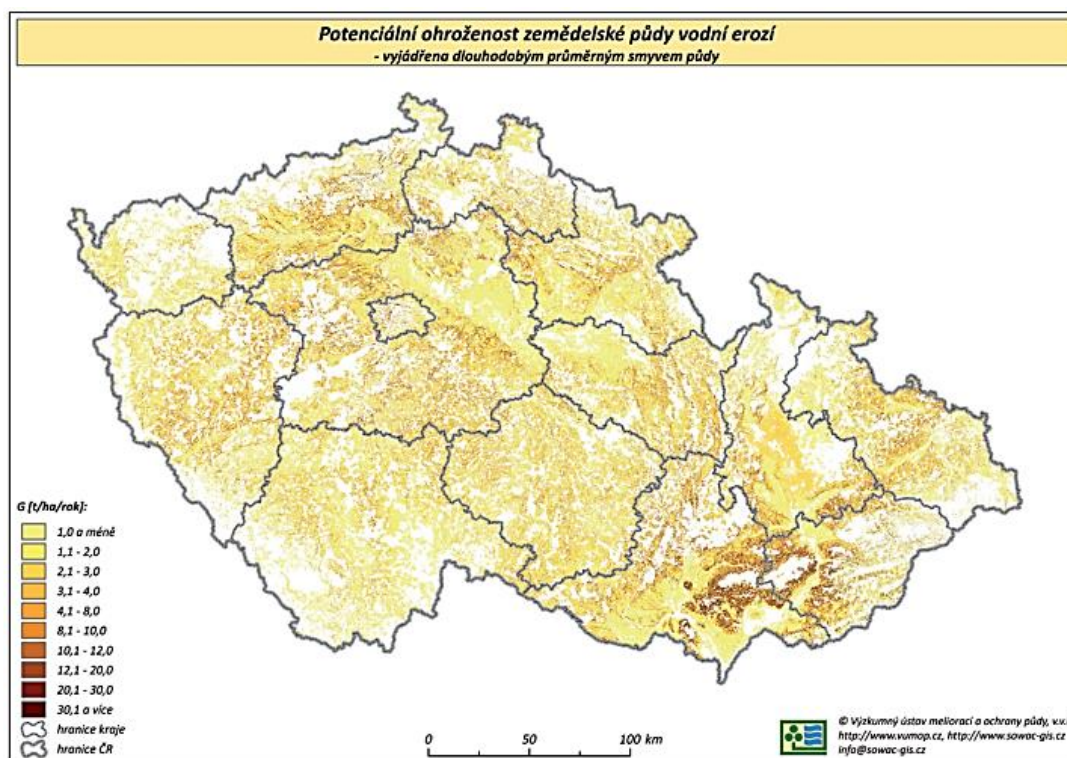 Potenciální ohroženost zemědelské půdy vodní erozí
- vyjádřena dlouhodobým průměrným smyvem půdy
G [t/ha/rok]:
1,0 a méně
1,1 - 2,0
2,1 - 3,0
3,1 - 4,0
4,1 - 8,0
8,1 - 10,0
10,1 - 12,0
12,1 - 20,0
20,1 - 30,0
30,1 a více
hranice kraje
hranice ČR
0 50 100 km
© Výzkumný ústav meliorací a ochrany půdy, v.v.
http://www.vumop.cz, http://www.sowac-gis.cz
info@sowac-gis.cz